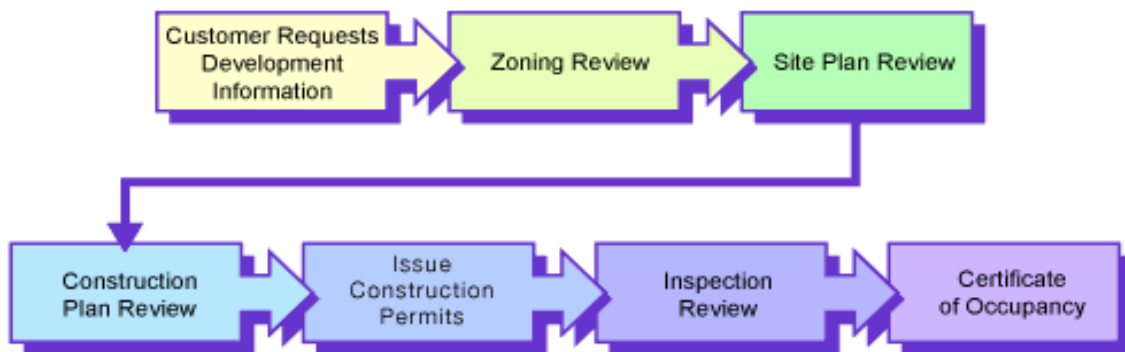 Customer Requests
Development
Information
Zoning Review
Site Plan Review
Construction
Plan Review
Issue
Construction
Permits
Inspection
Review
Certificate
of Occupancy